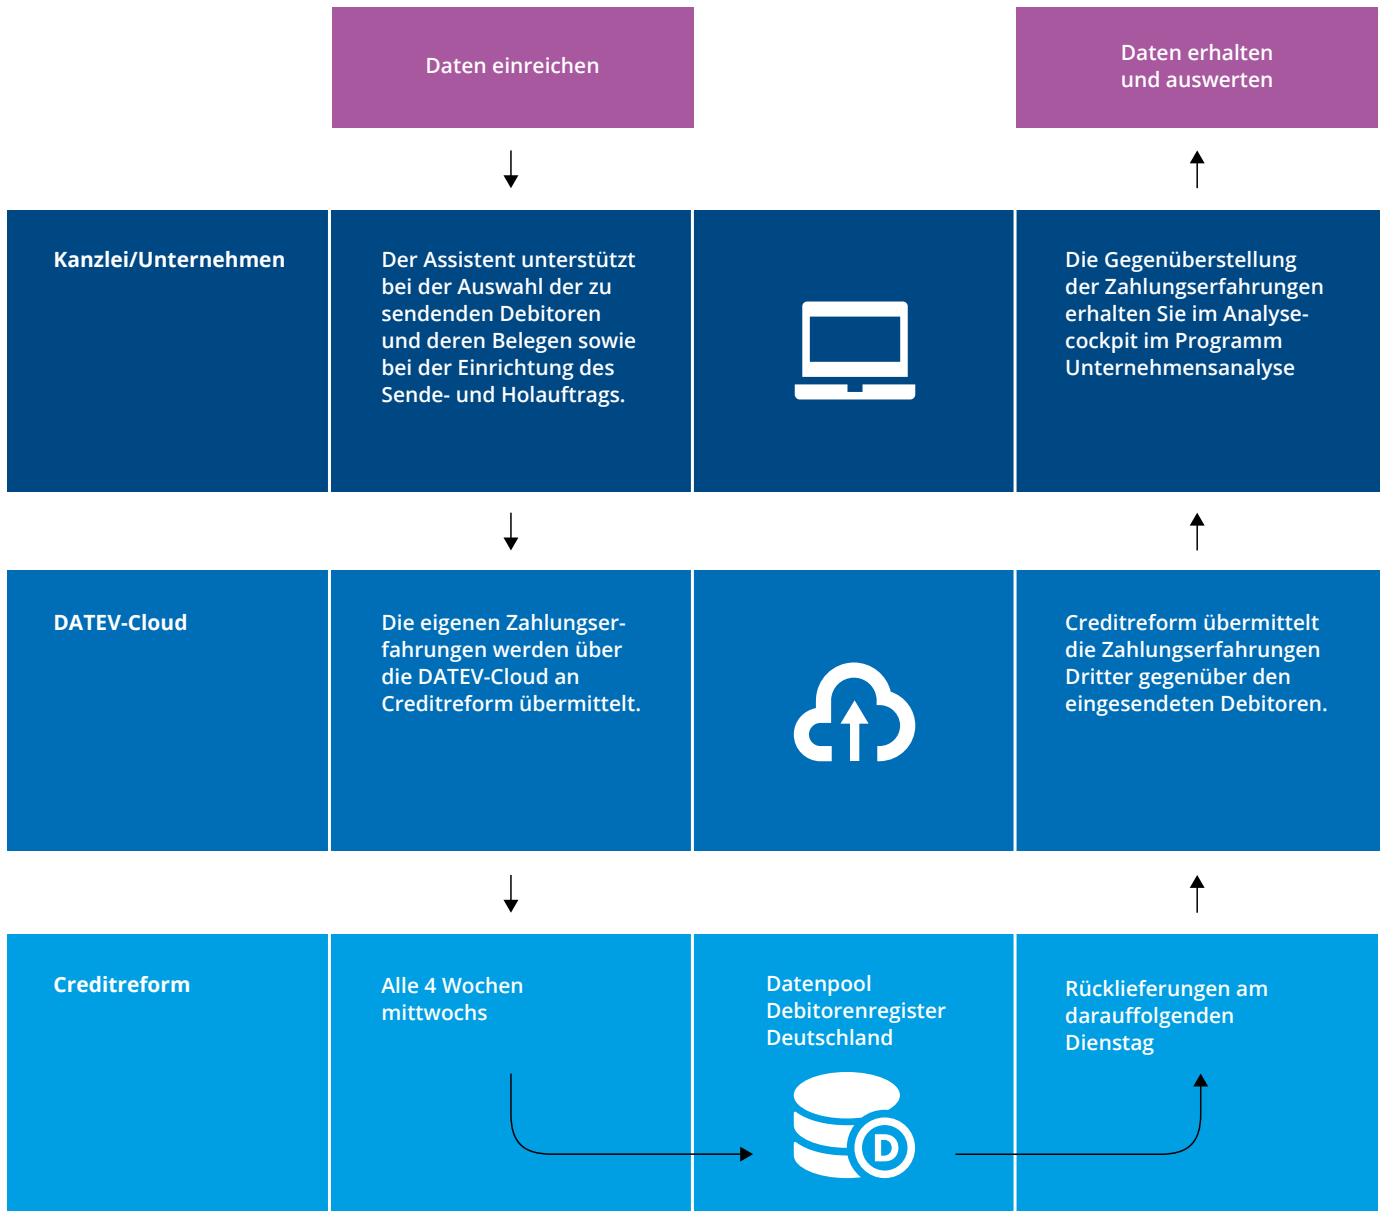 Daten einreichen
Daten erhalten
und auswerten
Kanzlei/Unternehmen
Der Assistent unterstützt
bei der Auswahl der zu
sendenden Debitoren
und deren Belegen sowie
bei der Einrichtung des
Sende- und Holauftrags.
Die Gegenüberstellung
der Zahlungserfahrungen
erhalten Sie im Analyse-
cockpit im Programm
Unternehmensanalyse
DATEV-Cloud
Die eigenen Zahlungser-
fahrungen werden über
die DATEV-Cloud an
Creditreform übermittelt.
Creditreform übermittelt
die Zahlungserfahrungen
Dritter gegenüber den
eingesendeten Debitoren.
Creditreform
Alle 4 Wochen
mittwochs
Datenpool
Debitorenregister
Deutschland
D
Rücklieferungen am
darauffolgenden
Dienstag